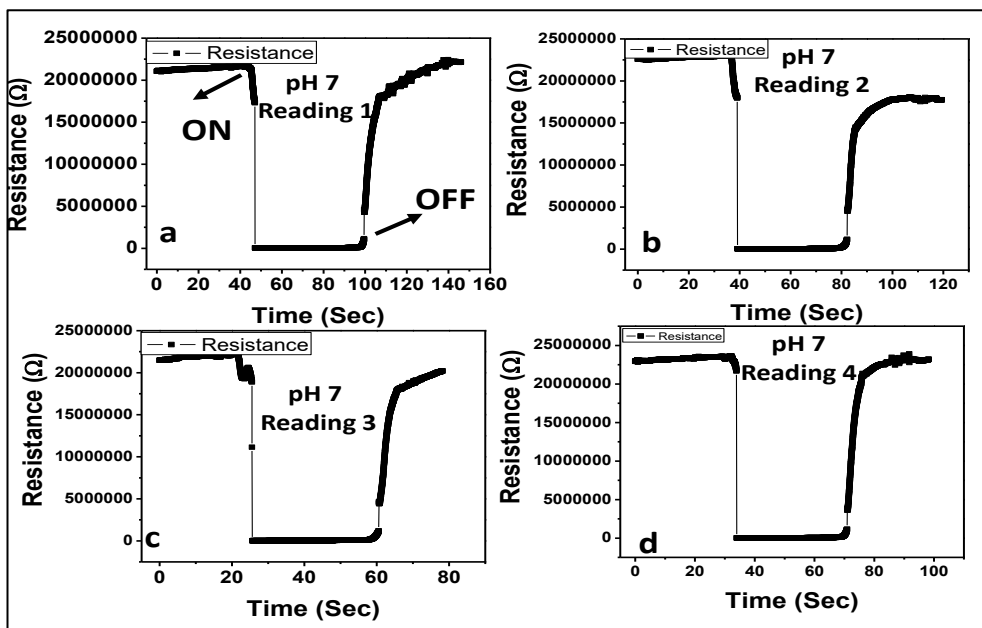 25000000
20000000
15000000
10000000
5000000
0
Resistance (Ω)
Resistance
pH 7
Reading 1
ON
OFF
a
0 20 40 60 80 100 120 140 160
Time (Sec)
25000000
20000000
15000000
10000000
5000000
0
Resistance (Ω)
Resistance
pH 7
Reading 2
b
0 20 40 60 80 100 120
Time (Sec)
25000000
20000000
15000000
10000000
5000000
0
Resistance (Ω)
Resistance
pH 7
Reading 3
c
0 20 40 60 80
Time (Sec)
25000000
20000000
15000000
10000000
5000000
0
Resistance (Ω)
Resistance
pH 7
Reading 4
d
0 20 40 60 80 100
Time (Sec)